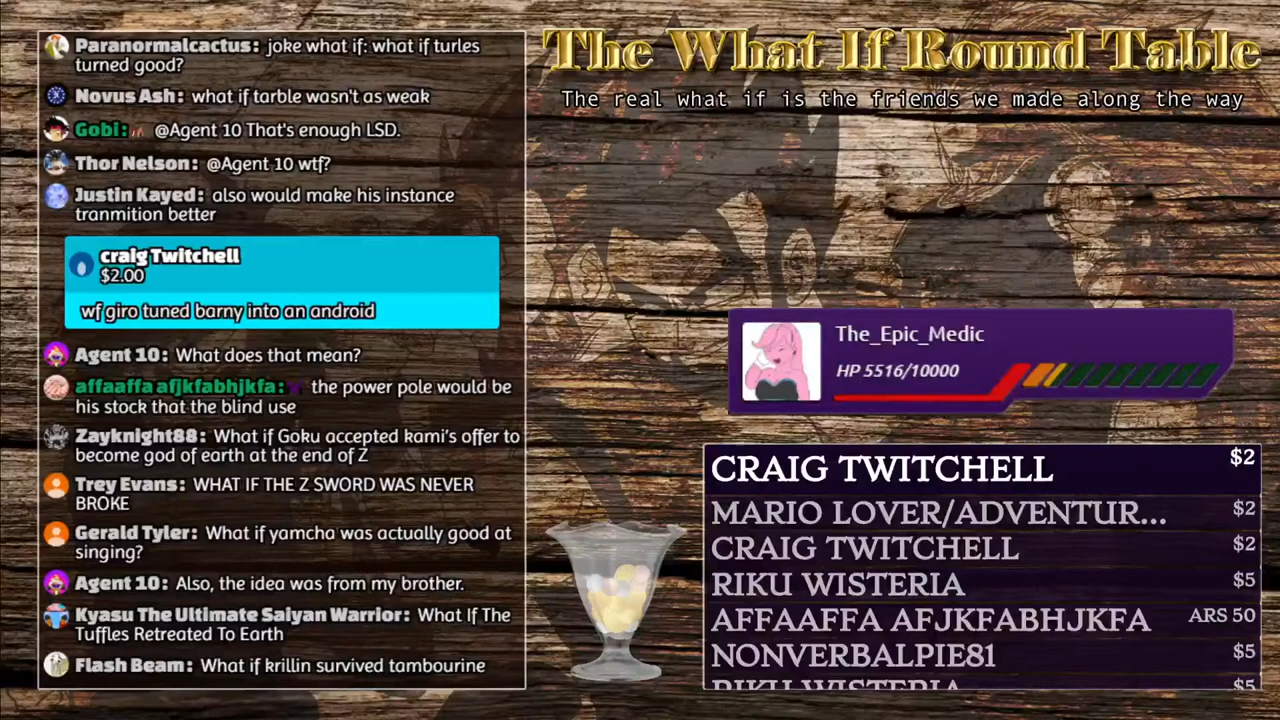 Paranormalcactus: joke what if: what if turles
turned good?
Novus Ash: what if tarble wasn't as weak
Gobi: @Agent 10 That's enough LSD.
Thor Nelson: @Agent 10 wtf?
Justin Kayed: also would make his instance
tranmition better
craig Twitchell
$2.00
wf giro tuned barny into an android
Agent 10: What does that mean?
affaaffa afjkfabhjkfa: the power pole would be
his stock that the blind use
Zayknight88: What if Goku accepted kami's offer to
become god of earth at the end of Z
Trey Evans: WHAT IF THE Z SWORD WAS NEVER
BROKE
Gerald Tyler: What if yamcha was actually good at
singing?
Agent 10: Also, the idea was from my brother.
Kyasu The Ultimate Saiyan Warrior: What If The
Tuffles Retreated To Earth
Flash Beam: What if krillin survived tambourine
The What If Round Table
The real what if is the friends we made along the way
The_Epic_Medic
HP 5516/10000
CRAIG TWITCHELL $2
MARIO LOVER/ADVENTUR... $2
CRAIG TWITCHELL $2
RIKU WISTERIA $5
AFFAAFFA AFJKFABHJKFA ARS 50
NONVERBALPIE81 $5
RIKU WISTERIA $5